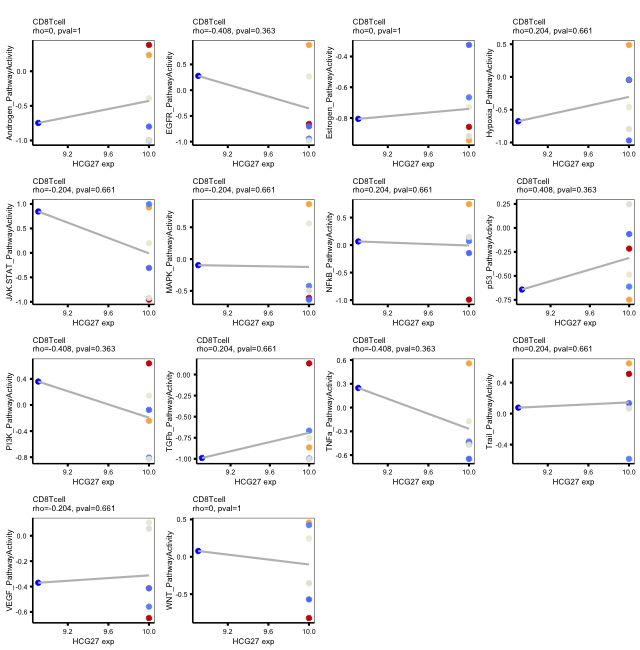 CD8Tcell
rho=0, pval=1
Androgen_PathwayActivity
0.0
-0.5
-1.0
9.2
9.6
10.0
HCG27 exp
CD8Tcell
rho=-0.408, pval=0.363
EGFR_PathwayActivity
0.5
0.0
-0.5
-1.0
9.2
9.6
10.0
HCG27 exp
CD8Tcell
rho=0, pval=1
Estrogen_PathwayActivity
-0.4
-0.6
-0.8
9.2
9.6
10.0
HCG27 exp
CD8Tcell
rho=0.204, pval=0.661
Hypoxia_PathwayActivity
0.5
0.0
-0.5
-1.0
9.2
9.6
10.0
HCG27 exp
CD8Tcell
rho=-0.204, pval=0.661
JAK-STAT_PathwayActivity
1.0
0.5
0.0
-0.5
-1.0
9.2
9.6
10.0
HCG27 exp
CD8Tcell
rho=-0.204, pval=0.661
MAPK_PathwayActivity
0.5
0.0
-0.5
9.2
9.6
10.0
HCG27 exp
CD8Tcell
rho=0.204, pval=0.661
NFkB_PathwayActivity
0.5
0.0
-0.5
-1.0
9.2
9.6
10.0
HCG27 exp
CD8Tcell
rho=0.408, pval=0.363
p53_PathwayActivity
0.25
0.00
-0.25
-0.50
-0.75
9.2
9.6
10.0
HCG27 exp
CD8Tcell
rho=-0.408, pval=0.363
PI3K_PathwayActivity
0.4
0.0
-0.4
-0.8
9.2
9.6
10.0
HCG27 exp
CD8Tcell
rho=0.204, pval=0.661
TGFb_PathwayActivity
0.00
-0.25
-0.50
-0.75
-1.00
9.2
9.6
10.0
HCG27 exp
CD8Tcell
rho=-0.408, pval=0.363
TNFa_PathwayActivity
0.6
0.3
0.0
-0.3
-0.6
9.2
9.6
10.0
HCG27 exp
CD8Tcell
rho=0.204, pval=0.661
Trail_PathwayActivity
0.4
0.0
-0.4
9.2
9.6
10.0
HCG27 exp
CD8Tcell
rho=-0.204, pval=0.661
VEGF_PathwayActivity
0.0
-0.2
-0.4
-0.6
9.2
9.6
10.0
HCG27 exp
CD8Tcell
rho=0, pval=1
WNT_PathwayActivity
0.5
0.0
-0.5
9.2
9.6
10.0
HCG27 exp